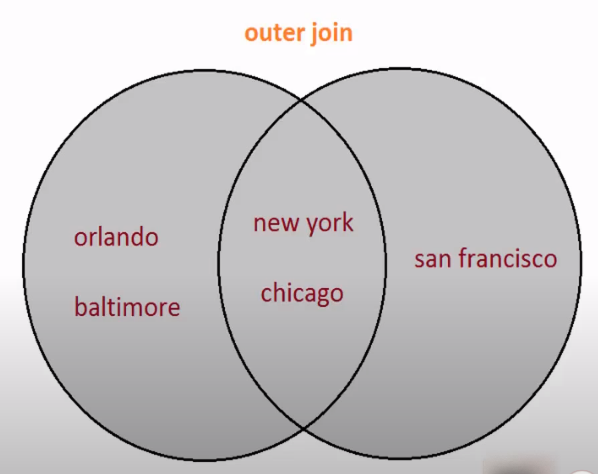 outer join
orlando
baltimore
new york
chicago
san francisco